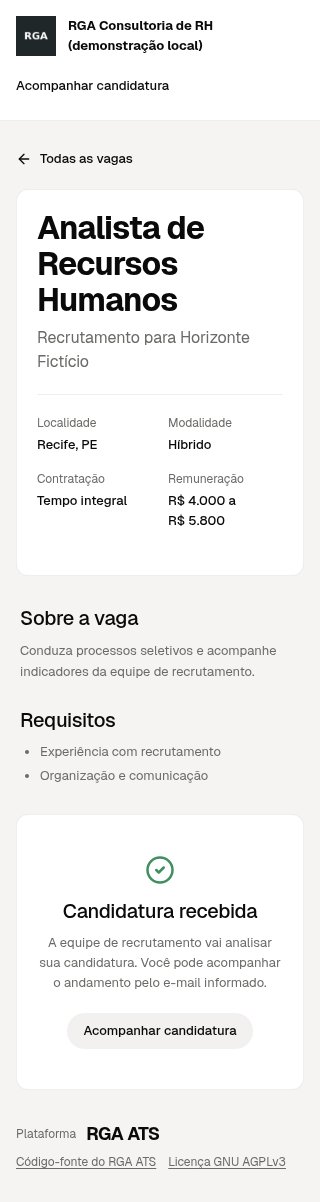 RGA
RGA Consultoria de RH
(demonstração local)
Acompanhar candidatura
Todas as vagas
Analista de
Recursos
Humanos
Recrutamento para Horizonte
Fictício
Localidade
Recife, PE
Modalidade
Híbrido
Contratação
Tempo integral
Remuneração
R$ 4.000 a
R$ 5.800
Sobre a vaga
Conduza processos seletivos e acompanhe
indicadores da equipe de recrutamento.
Requisitos
Experiência com recrutamento
Organização e comunicação
Candidatura recebida
A equipe de recrutamento vai analisar
sua candidatura. Você pode acompanhar
o andamento pelo e-mail informado.
Acompanhar candidatura
Plataforma RGA ATS
Código-fonte do RGA ATS Licença GNU AGPLv3